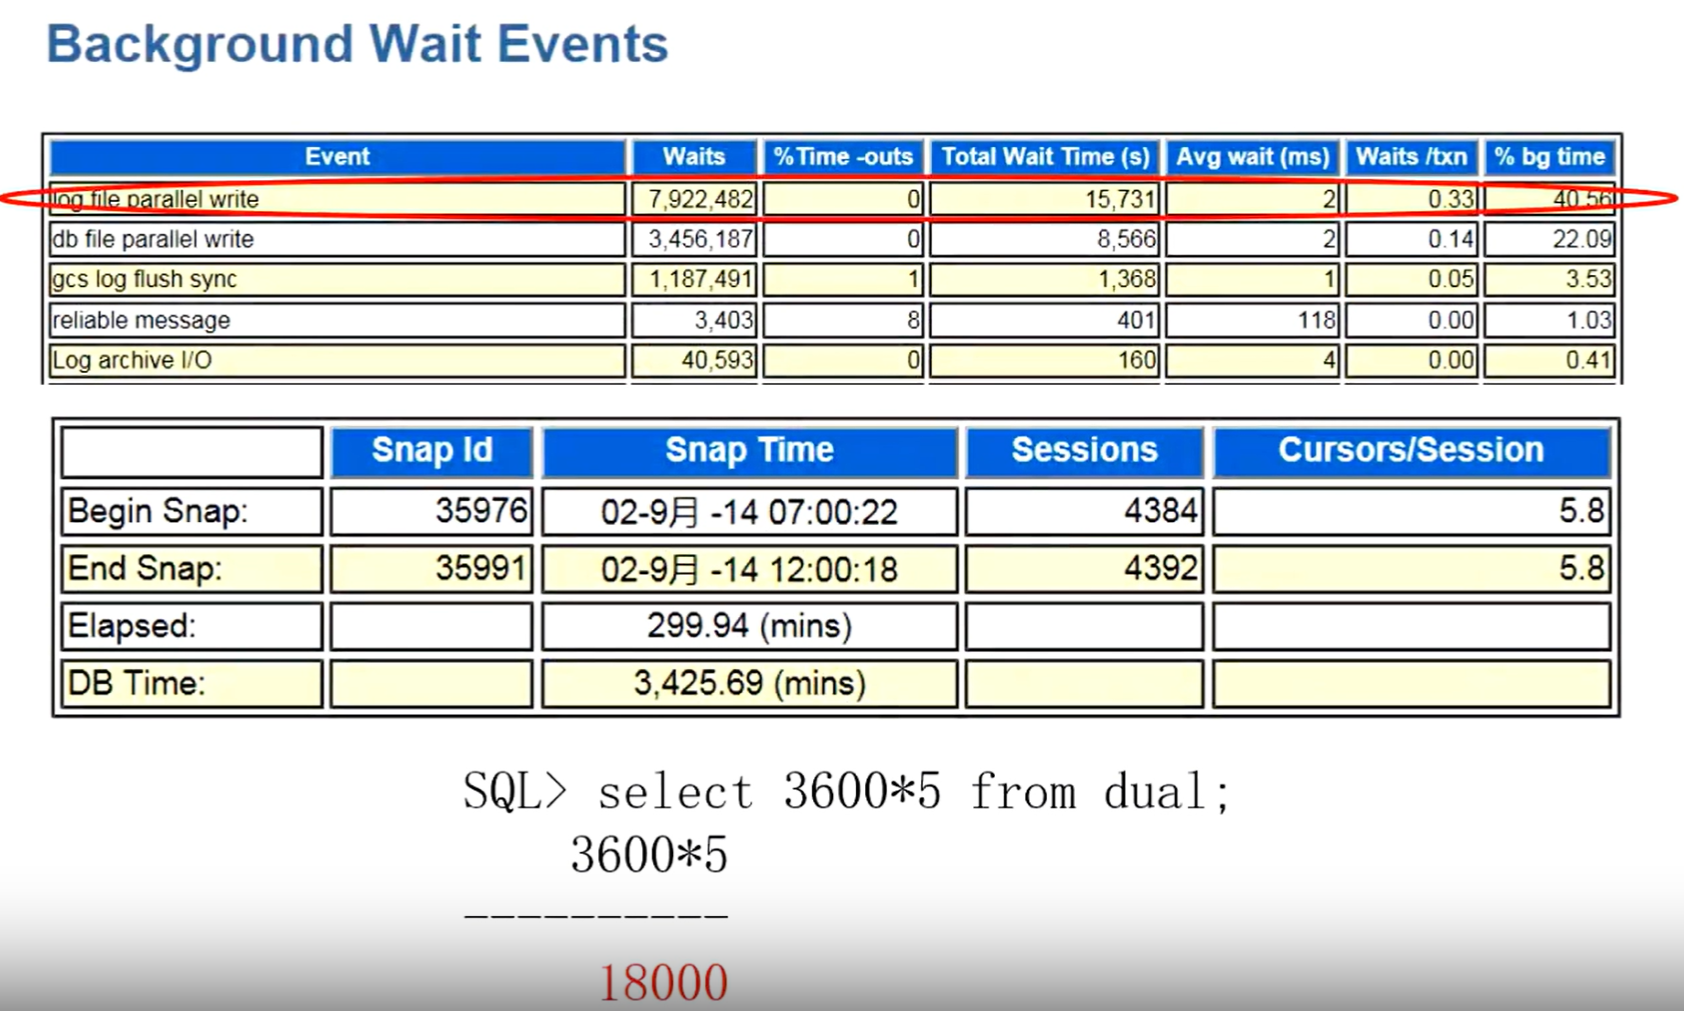 Background Wait Events
Event Waits %Time -outs Total Wait Time (s) Avg wait (ms) Waits /txn % bg time
log file parallel write 7,922,482 0 15,731 2 0.33 40.56
db file parallel write 3,456,187 0 8,566 2 0.14 22.09
gcs log flush sync 1,187,491 1 1,368 1 0.05 3.53
reliable message 3,403 8 401 118 0.00 1.03
Log archive I/O 40,593 0 160 4 0.00 0.41
Snap Id Snap Time Sessions Cursors/Session
Begin Snap: 35976 02-9月 -14 07:00:22 4384 5.8
End Snap: 35991 02-9月 -14 12:00:18 4392 5.8
Elapsed: 299.94 (mins)
DB Time: 3,425.69 (mins)
SQL> select 3600*5 from dual;
3600*5
----------
18000